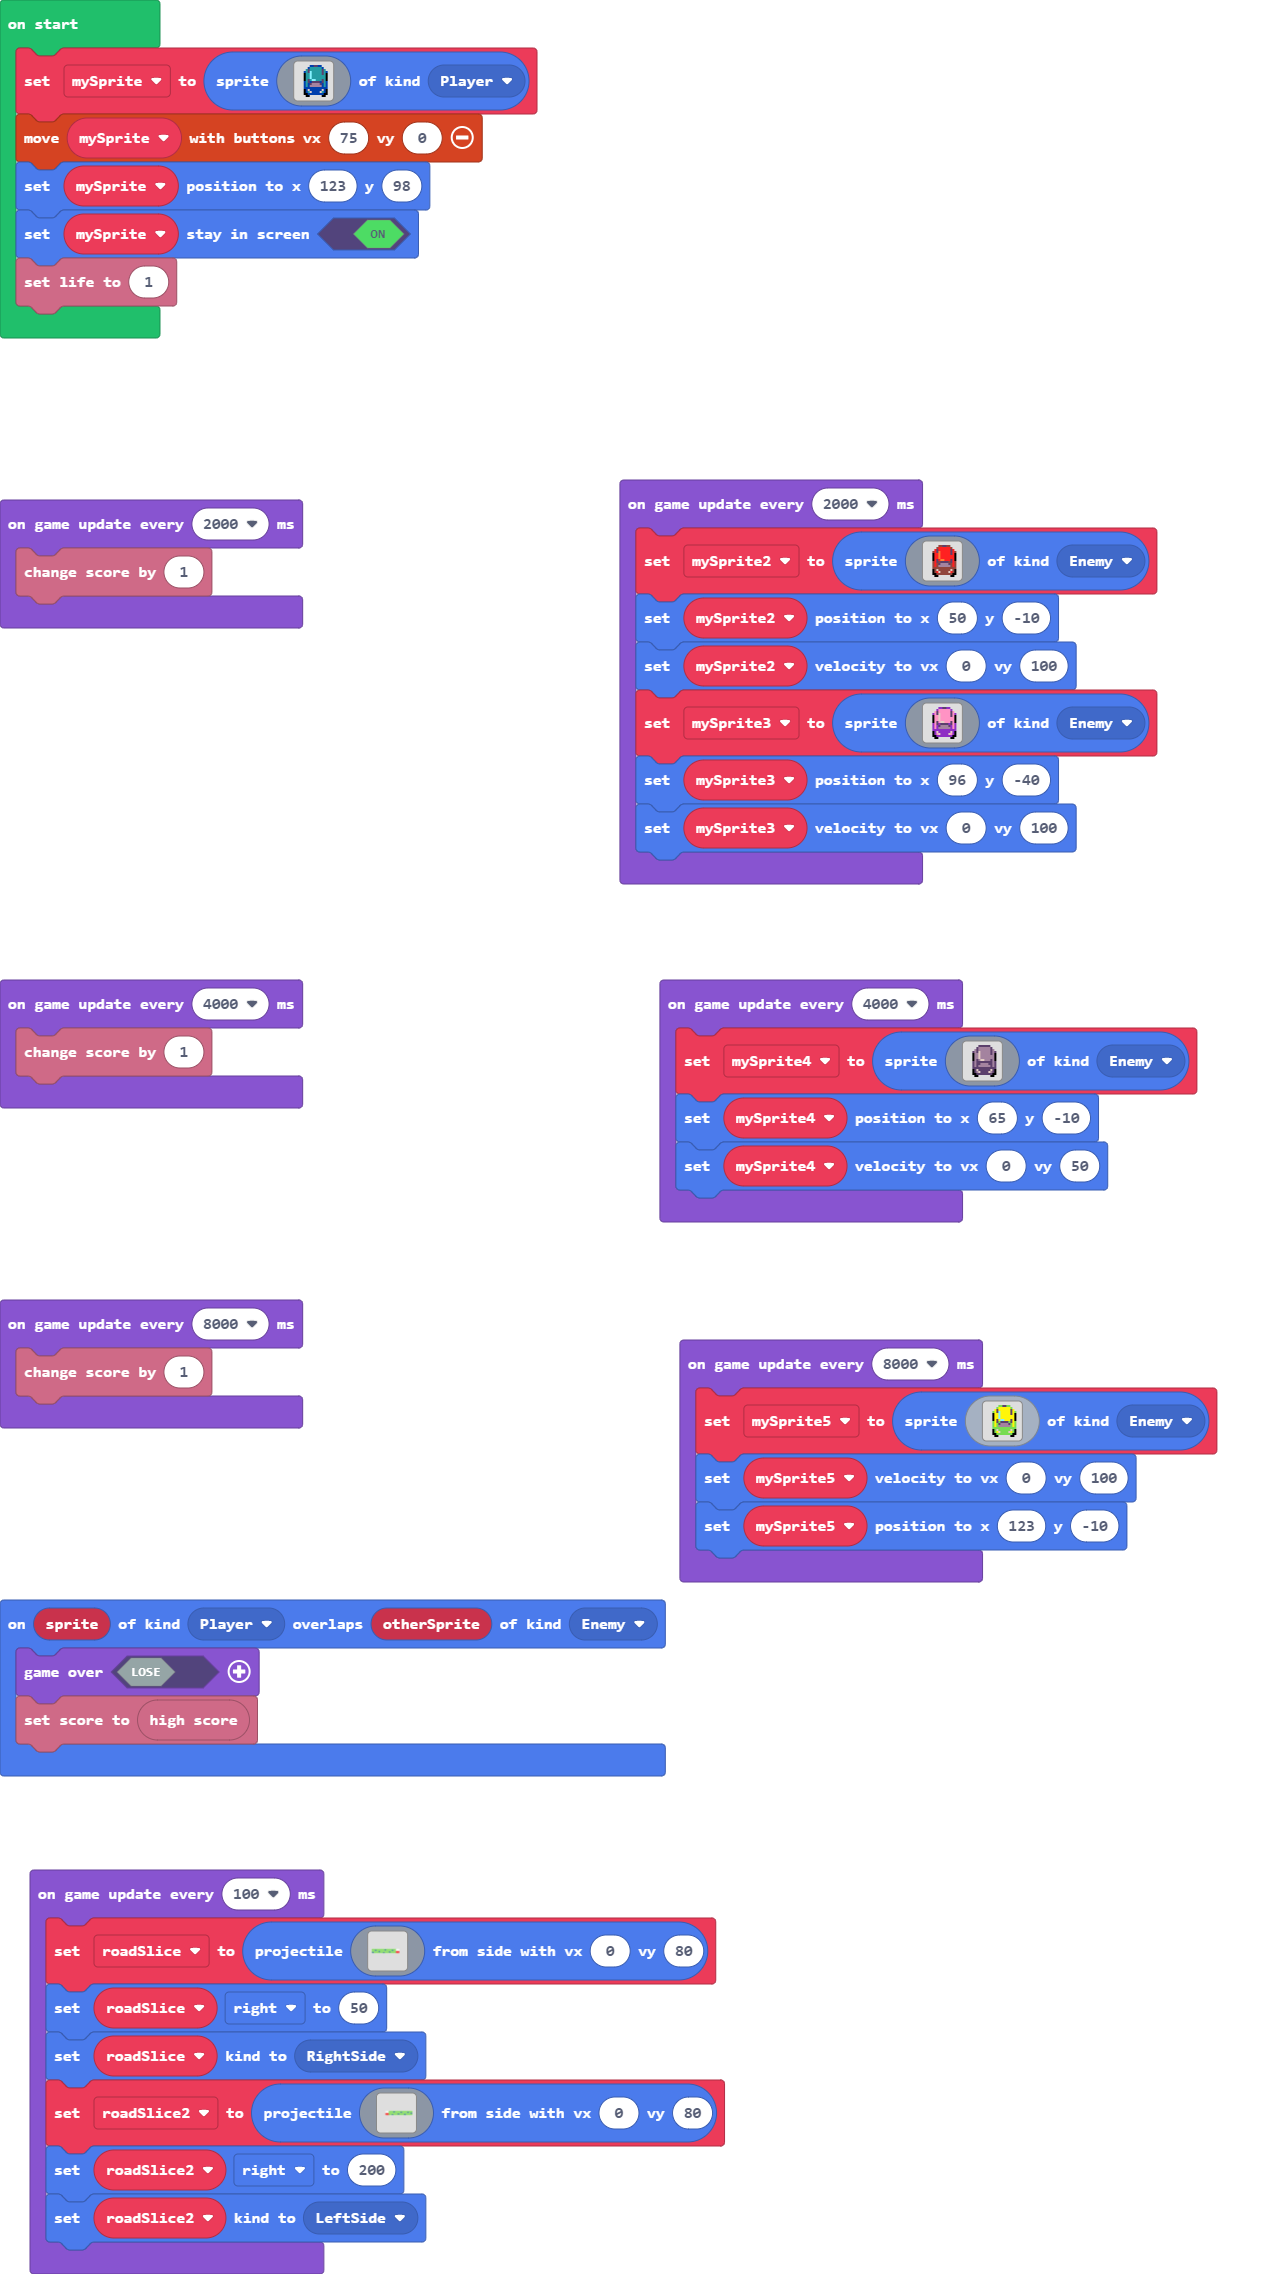 on start
set mySprite to sprite of kind Player
move mySprite with buttons vx 75 vy 0
set mySprite position to x 123 y 98
set mySprite stay in screen ON
set life to 1
on game update every 2000 ms
change score by 1
on game update every 2000 ms
set mySprite2 to sprite of kind Enemy
set mySprite2 position to x 50 y -10
set mySprite2 velocity to vx 0 vy 100
set mySprite3 to sprite of kind Enemy
set mySprite3 position to x 96 y -40
set mySprite3 velocity to vx 0 vy 100
on game update every 4000 ms
change score by 1
on game update every 4000 ms
set mySprite4 to sprite of kind Enemy
set mySprite4 position to x 65 y -10
set mySprite4 velocity to vx 0 vy 50
on game update every 8000 ms
change score by 1
on game update every 8000 ms
set mySprite5 to sprite of kind Enemy
set mySprite5 velocity to vx 0 vy 100
set mySprite5 position to x 123 y -10
on sprite of kind Player overlaps otherSprite of kind Enemy
game over LOSE
set score to high score
on game update every 100 ms
set roadSlice to projectile from side with vx 0 vy 80
set roadSlice right to 50
set roadSlice kind to RightSide
set roadSlice2 to projectile from side with vx 0 vy 80
set roadSlice2 right to 200
set roadSlice2 kind to LeftSide